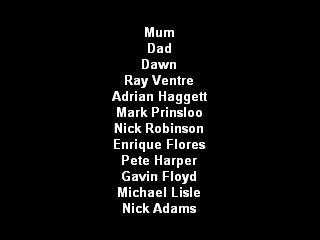 Mum
Dad
Dawn
Ray Ventre
Adrian Haggett
Mark Prinsloo
Nick Robinson
Enrique Flores
Pete Harper
Gavin Floyd
Michael Lisle
Nick Adams